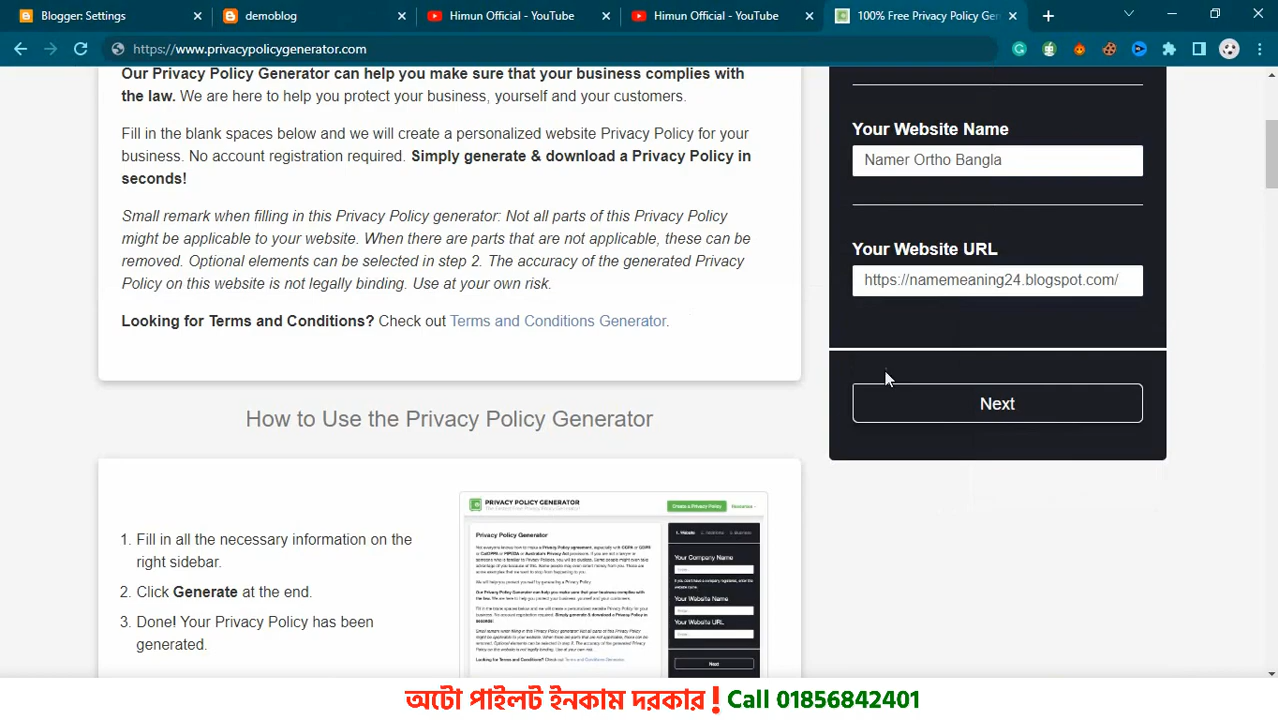 Blogger: Settings
demoblog
Himun Official - YouTube
Himun Official - YouTube
100% Free Privacy Policy Gen
https://www.privacypolicygenerator.com
Our Privacy Policy Generator can help you make sure that your business complies with
the law. We are here to help you protect your business, yourself and your customers.
Fill in the blank spaces below and we will create a personalized website Privacy Policy for your
business. No account registration required. Simply generate & download a Privacy Policy in
seconds!
Small remark when filling in this Privacy Policy generator: Not all parts of this Privacy Policy
might be applicable to your website. When there are parts that are not applicable, these can be
removed. Optional elements can be selected in step 2. The accuracy of the generated Privacy
Policy on this website is not legally binding. Use at your own risk.
Looking for Terms and Conditions? Check out Terms and Conditions Generator.
Your Website Name
Namer Ortho Bangla
Your Website URL
https://namemeaning24.blogspot.com/
Next
How to Use the Privacy Policy Generator
1. Fill in all the necessary information on the
right sidebar.
2. Click Generate at the end.
3. Done! Your Privacy Policy has been
generated.
PRIVACY POLICY GENERATOR
Create a Privacy Policy
Privacy Policy Generator
Your Company Name
Your Website Name
Your Website URL
Next
অটো পাইলট ইনকাম দরকার ! Call 01856842401